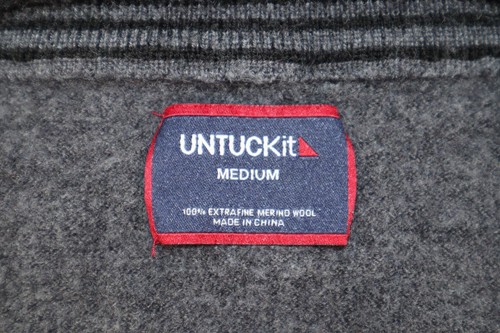 UNTUCKit
MEDIUM
100% EXTRAFINE MERINO WOOL
MADE IN CHINA